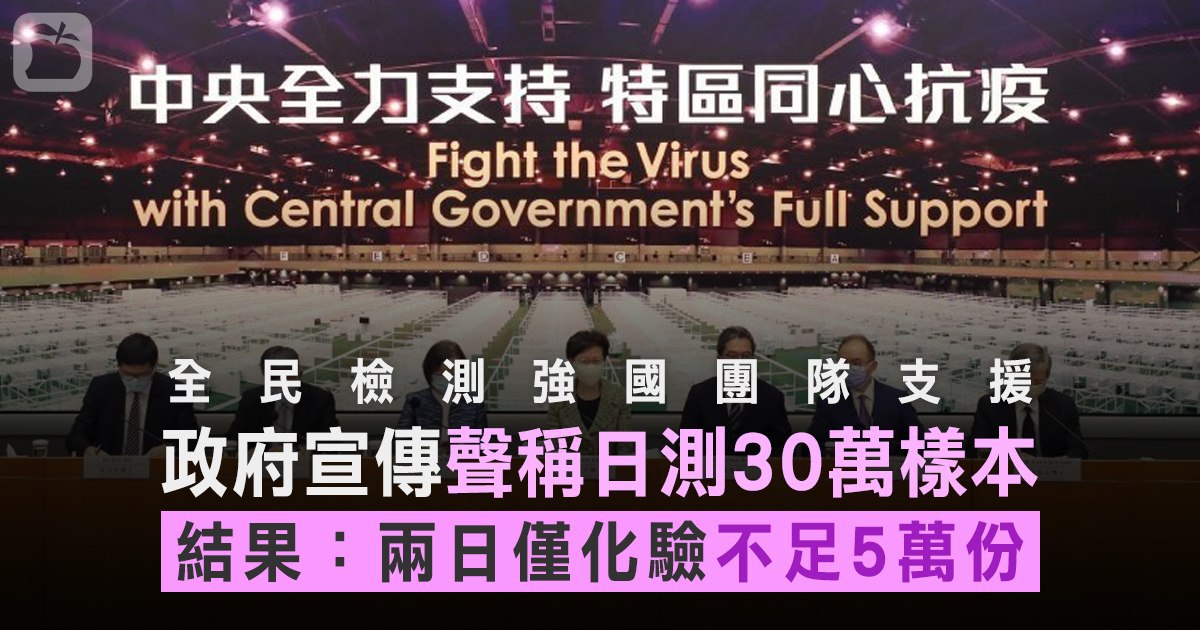 中央全力支持 特區同心抗疫
Fight the Virus
with Central Government's Full Support
F E D C B A
全民檢測強國團隊支援
政府宣傳聲稱日測30萬樣本
結果：兩日僅化驗不足5萬份